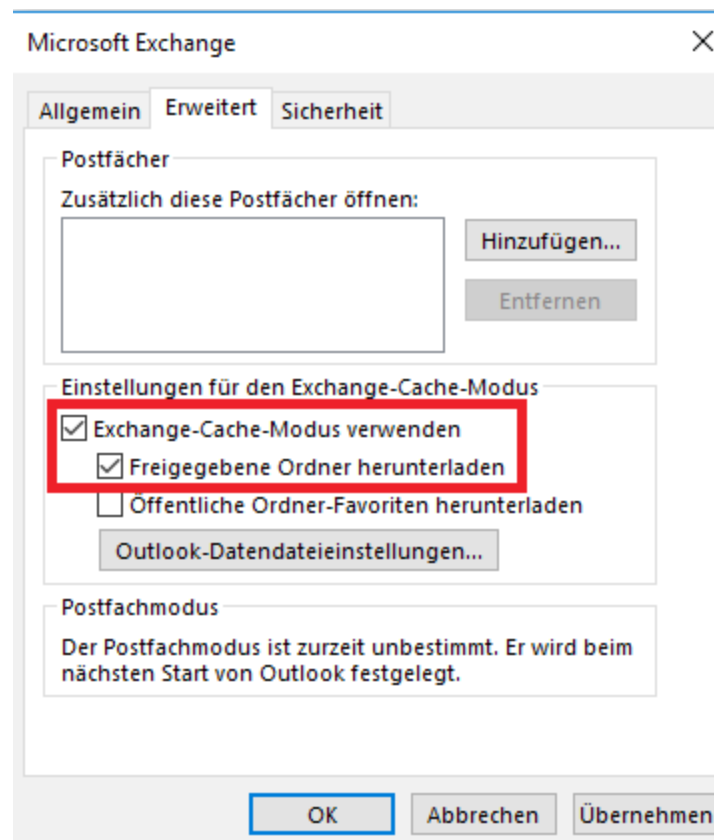 Microsoft Exchange
Allgemein Erweitert Sicherheit
Postfächer
Zusätzlich diese Postfächer öffnen:
Hinzufügen...
Entfernen
Einstellungen für den Exchange-Cache-Modus
Exchange-Cache-Modus verwenden
Freigegebene Ordner herunterladen
Öffentliche Ordner-Favoriten herunterladen
Outlook-Datendateieinstellungen...
Postfachmodus
Der Postfachmodus ist zurzeit unbestimmt. Er wird beim
nächsten Start von Outlook festgelegt.
OK Abbrechen Übernehmen